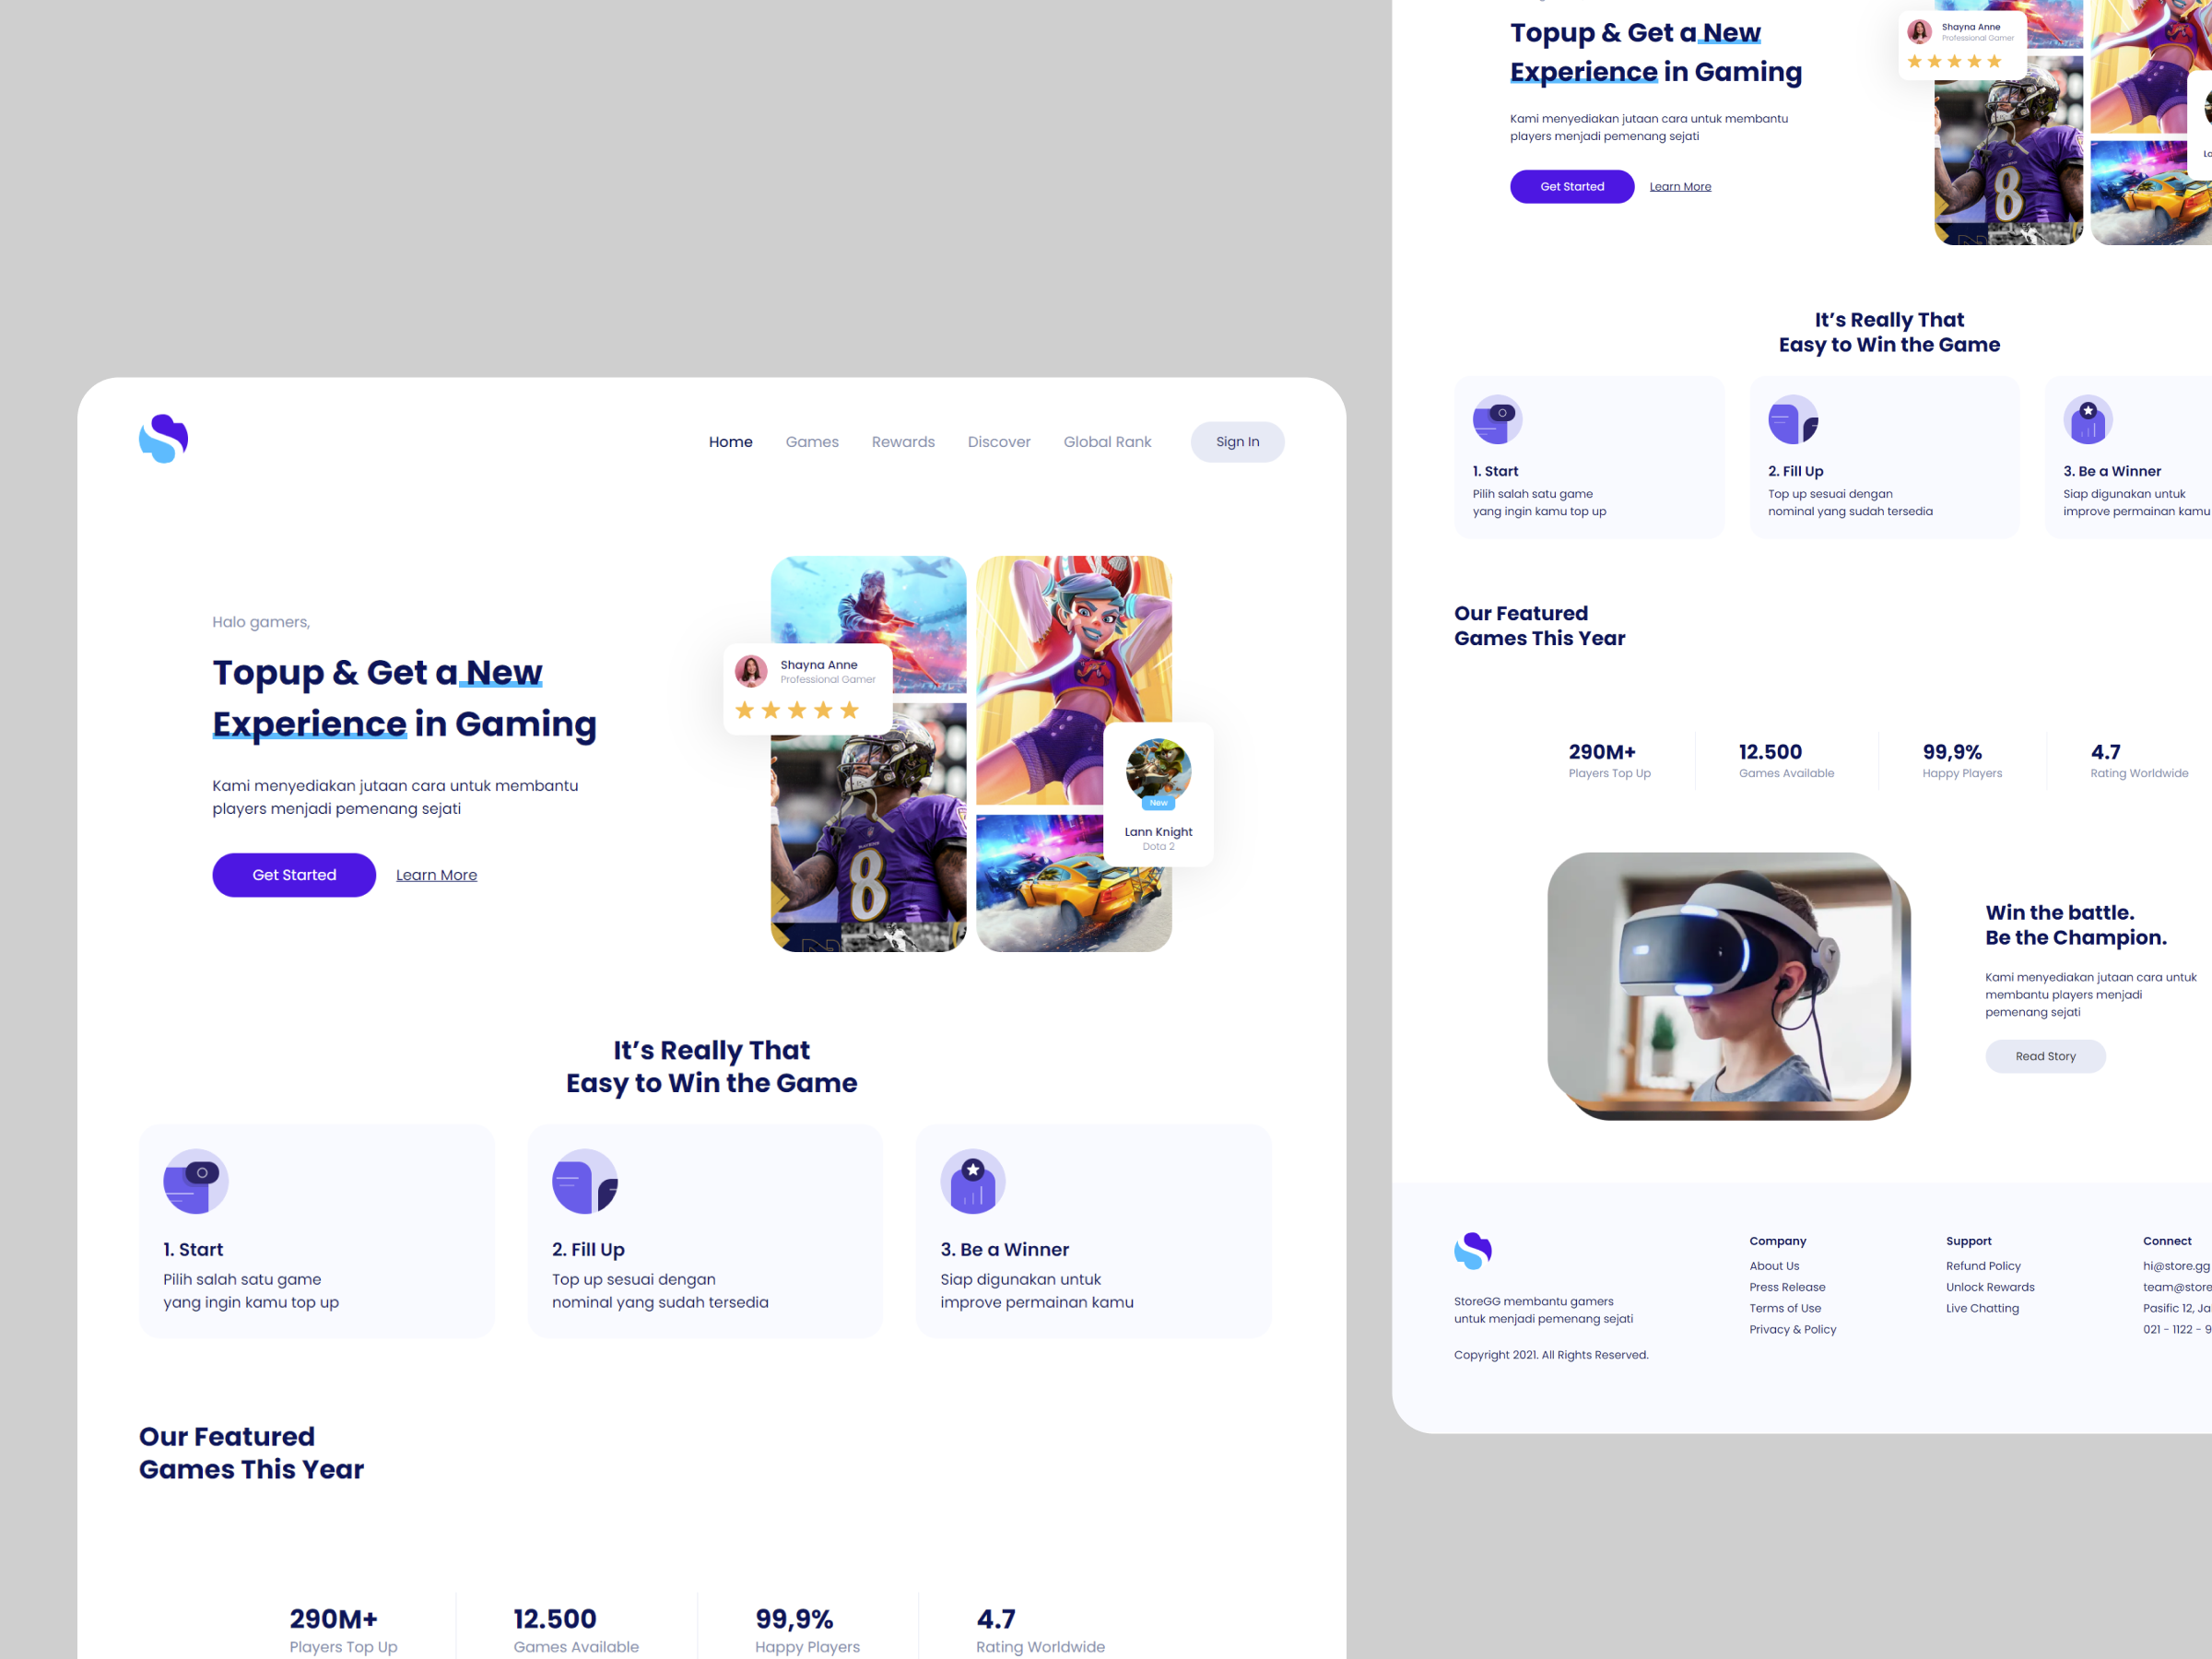 Home Games Rewards Discover Global Rank Sign In
Halo gamers,
Topup & Get a New
Experience in Gaming
Kami menyediakan jutaan cara untuk membantu
players menjadi pemenang sejati
Get Started Learn More
Shayna Anne
Professional Gamer
8
New
Lann Knight
Dota 2
It’s Really That
Easy to Win the Game
1. Start
Pilih salah satu game
yang ingin kamu top up
2. Fill Up
Top up sesuai dengan
nominal yang sudah tersedia
3. Be a Winner
Siap digunakan untuk
improve permainan kamu
Our Featured
Games This Year
290M+
Players Top Up
12.500
Games Available
99,9%
Happy Players
4.7
Rating Worldwide
Topup & Get a New
Experience in Gaming
Kami menyediakan jutaan cara untuk membantu
players menjadi pemenang sejati
Get Started Learn More
Shayna Anne
Professional Gamer
8
It’s Really That
Easy to Win the Game
1. Start
Pilih salah satu game
yang ingin kamu top up
2. Fill Up
Top up sesuai dengan
nominal yang sudah tersedia
3. Be a Winner
Siap digunakan untuk
improve permainan kamu
Our Featured
Games This Year
290M+
Players Top Up
12.500
Games Available
99,9%
Happy Players
4.7
Rating Worldwide
Win the battle.
Be the Champion.
Kami menyediakan jutaan cara untuk
membantu players menjadi
pemenang sejati
Read Story
StoreGG membantu gamers
untuk menjadi pemenang sejati
Copyright 2021. All Rights Reserved.
Company
About Us
Press Release
Terms of Use
Privacy & Policy
Support
Refund Policy
Unlock Rewards
Live Chatting
Connect
hi@store.gg
team@store
Pasific 12, Ja
021 - 1122 - 9